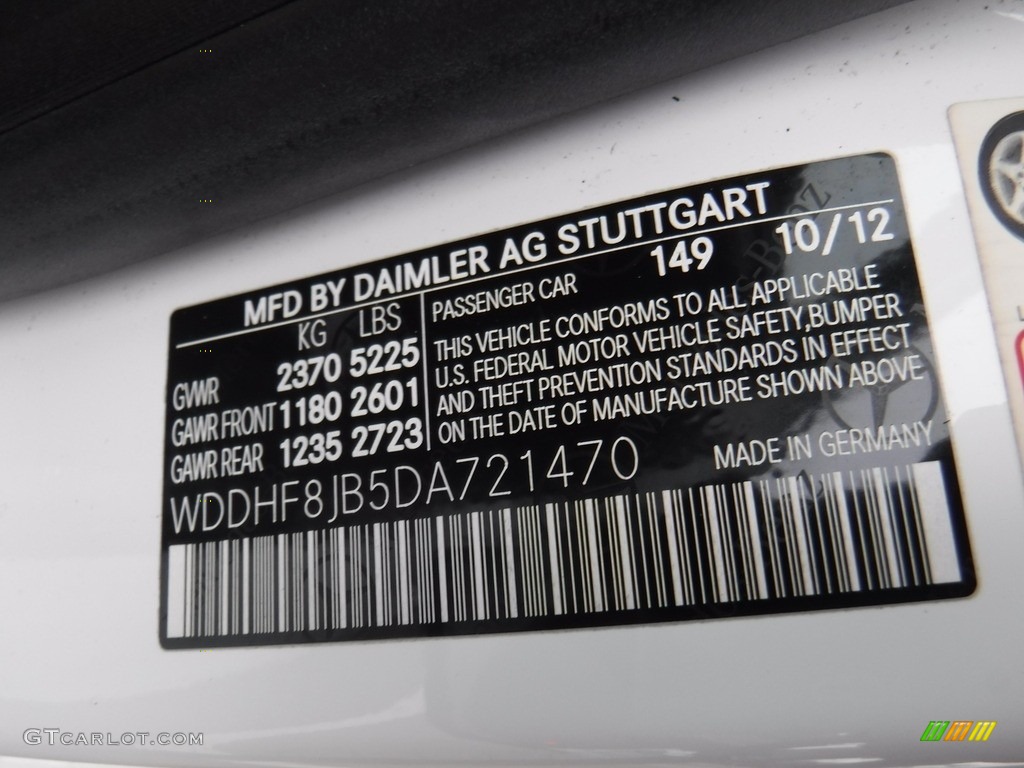 MFD BY DAIMLER AG STUTTGART
KG LBS
GVWR 2370 5225
GAWR FRONT 1180 2601
GAWR REAR 1235 2723
PASSENGER CAR 149 10/12
THIS VEHICLE CONFORMS TO ALL APPLICABLE
U.S. FEDERAL MOTOR VEHICLE SAFETY,BUMPER
AND THEFT PREVENTION STANDARDS IN EFFECT
ON THE DATE OF MANUFACTURE SHOWN ABOVE
WDDHF8JB5DA721470 MADE IN GERMANY
GTCARLOT.COM